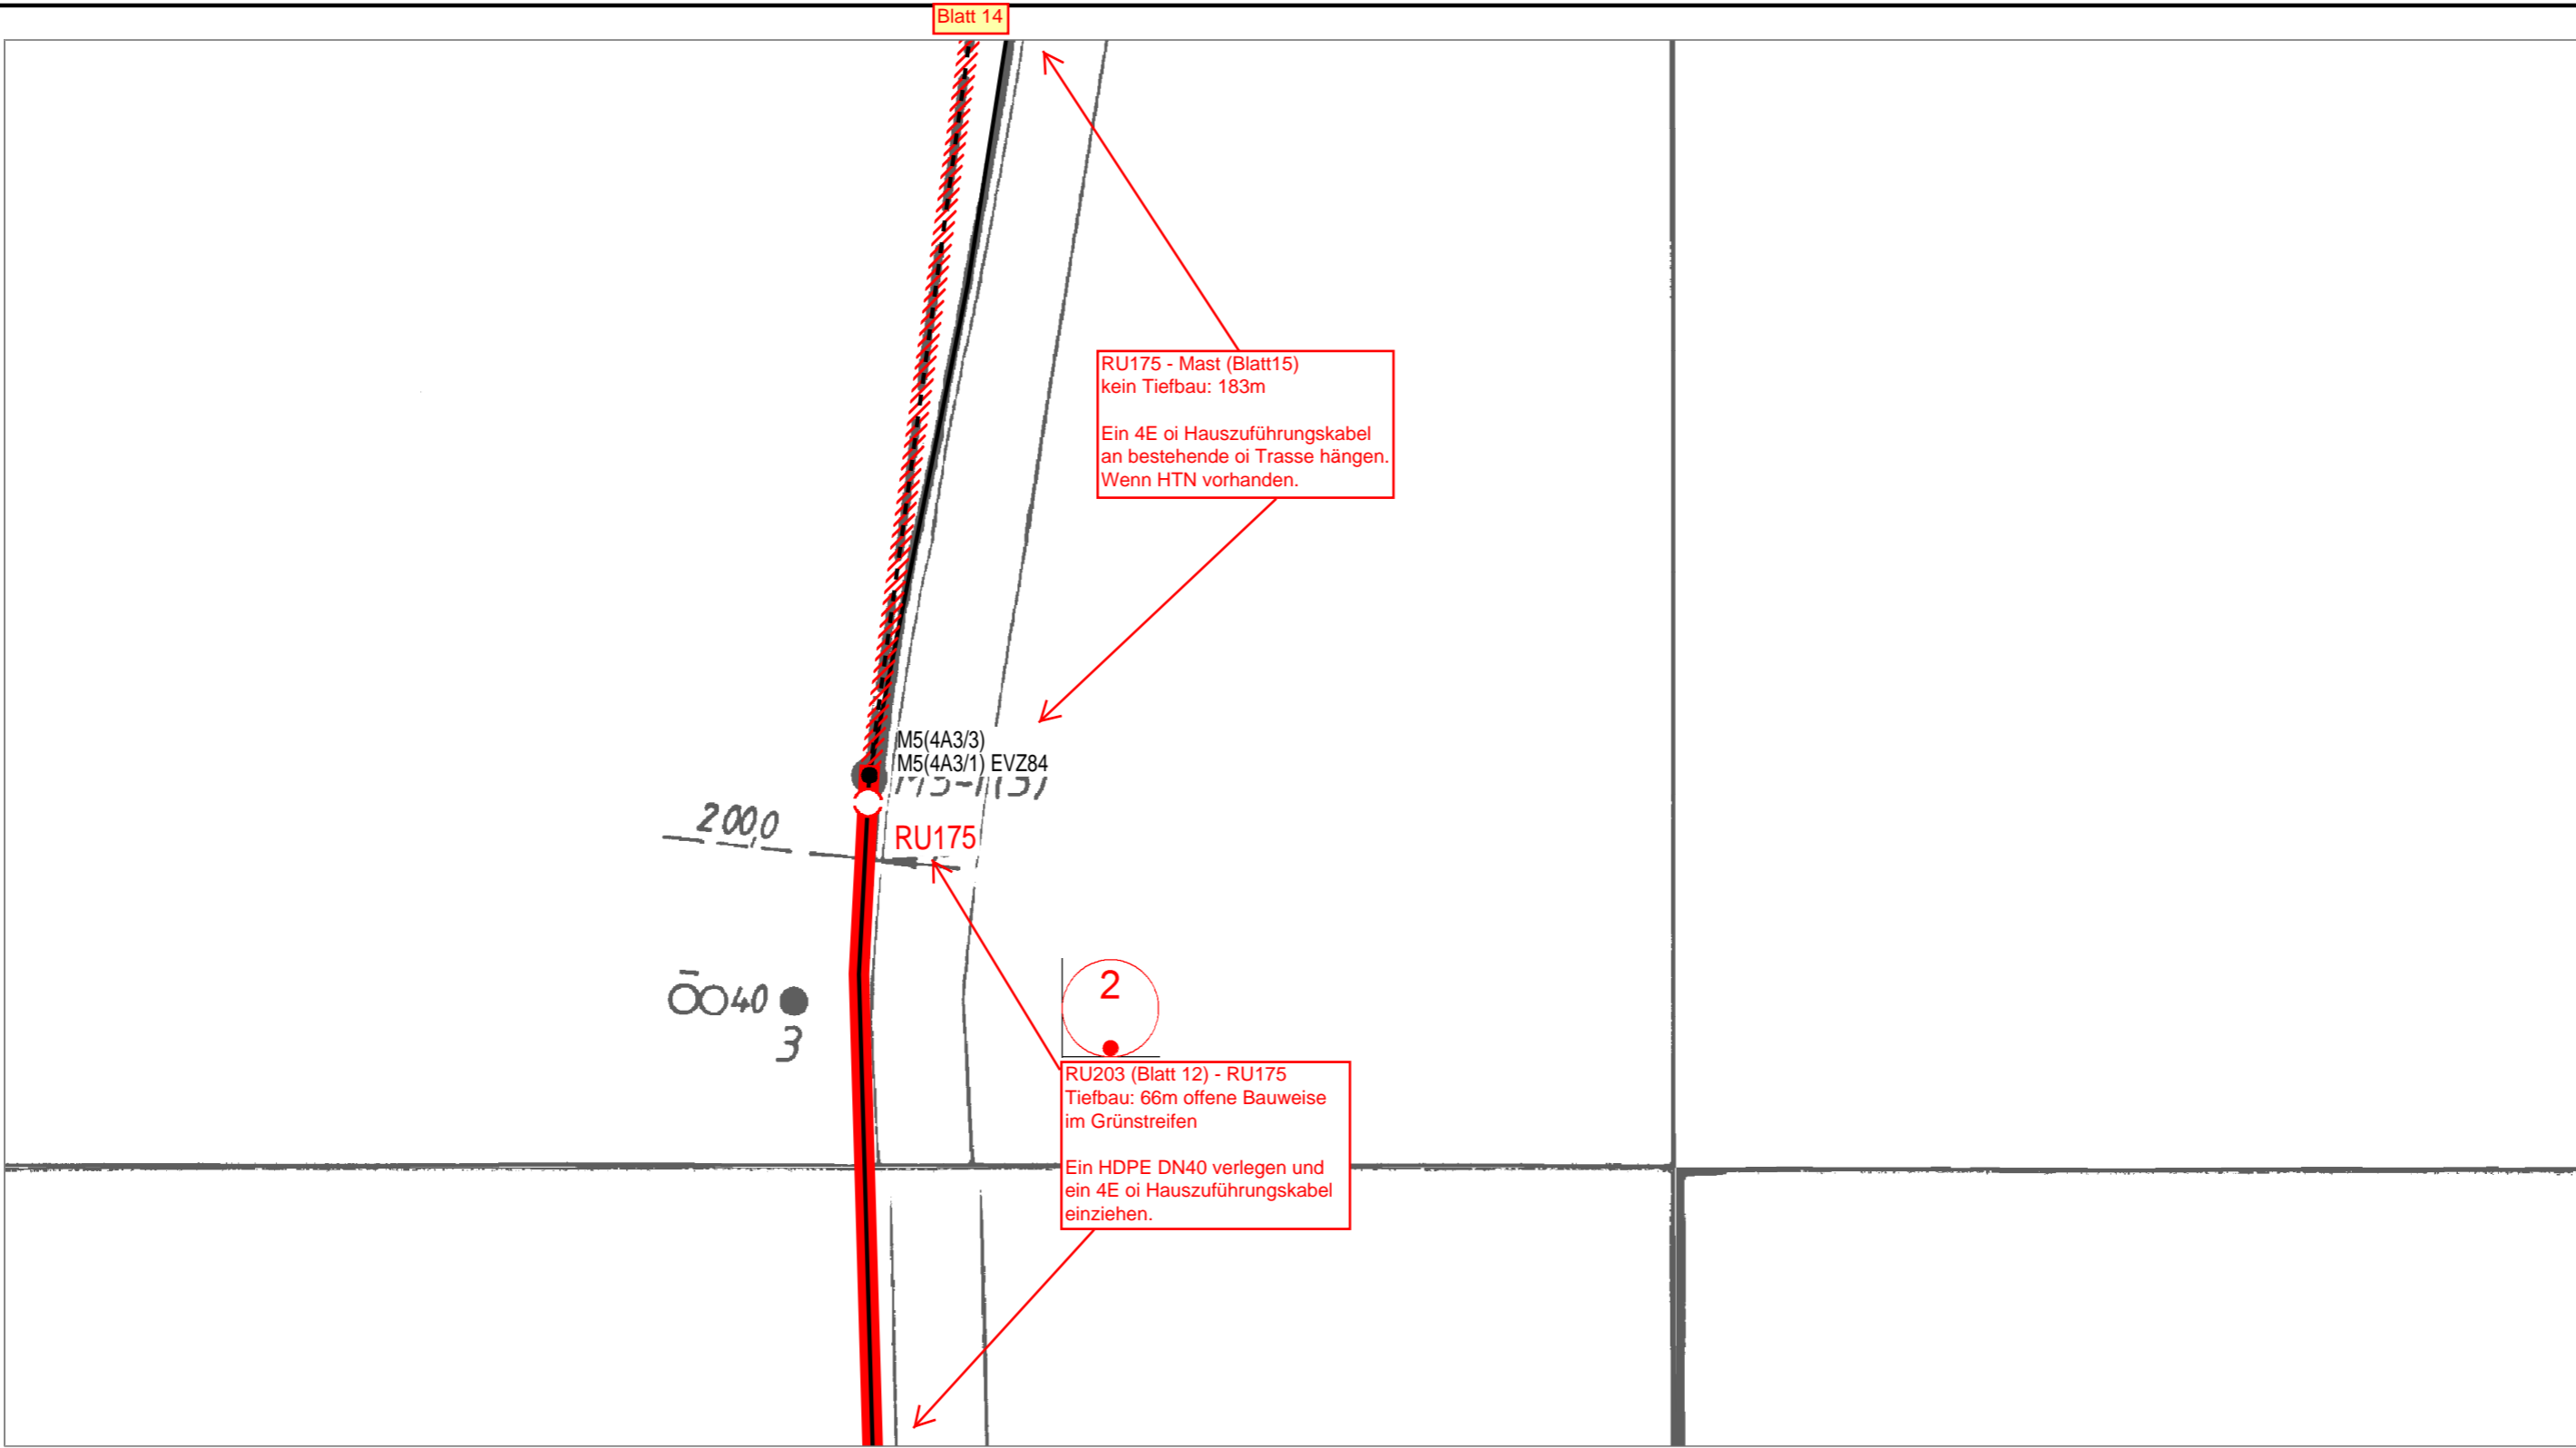 Blatt 14
RU175 - Mast (Blatt15)
kein Tiefbau: 183m
Ein 4E oi Hauszuführungskabel
an bestehende oi Trasse hängen.
Wenn HTN vorhanden.
M5(4A3/3)
M5(4A3/1) EVZ84
200,0
RU175
40
3
2
RU203 (Blatt 12) - RU175
Tiefbau: 66m offene Bauweise
im Grünstreifen
Ein HDPE DN40 verlegen und
ein 4E oi Hauszuführungskabel
einziehen.